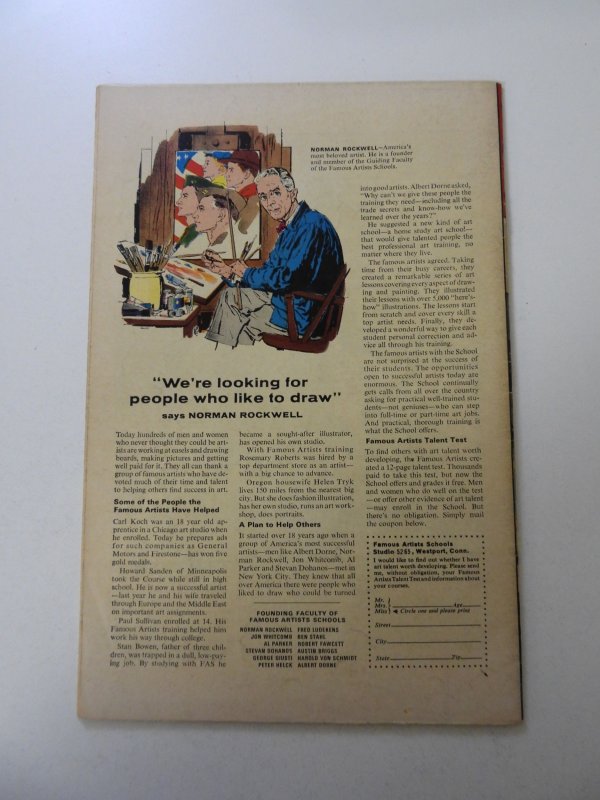 NORMAN ROCKWELL—America's
most beloved artist. He is a founder
and member of the Guiding Faculty
of the Famous Artists Schools.
"We're looking for
people who like to draw"
says NORMAN ROCKWELL
Today hundreds of men and women
who never thought they could be art-
ists are working at easels and drawing
boards, making pictures and getting
well paid for it. They all can thank a
group of famous artists who have de-
voted much of their time and talent
to helping others find success in art.
Some of the People the
Famous Artists Have Helped
Carl Koch was an 18 year old ap-
prentice in a Chicago art studio when
he enrolled. Today he prepares ads
for such companies as General
Motors and Firestone—has won five
gold medals.
Howard Sanden of Minneapolis
took the Course while still in high
school. He is now a successful artist
—last year he and his wife traveled
through Europe and the Middle East
on important art assignments.
Paul Sullivan enrolled at 14. His
Famous Artists training helped him
work his way through college.
Stan Bowen, father of three chil-
dren, was trapped in a dull, low-pay-
ing job. By studying with FAS he
became a sought-after illustrator,
has opened his own studio.
With Famous Artists training
Rosemary Roberts was hired by a
top department store as an artist—
with a big chance to advance.
Oregon housewife Helen Tryk
lives 150 miles from the nearest big
city. But she does fashion illustration,
has her own studio, runs an art work-
shop, does portraits.
A Plan to Help Others
It started over 18 years ago when a
group of America's most successful
artists—men like Albert Dorne, Nor-
man Rockwell, Jon Whitcomb, Al
Parker and Stevan Dohanos—met in
New York City. They knew that all
over America there were people who
liked to draw who could be turned
FOUNDING FACULTY OF
FAMOUS ARTISTS SCHOOLS
NORMAN ROCKWELL FRED LUDEKENS
JON WHITCOMB BEN STAHL
AL PARKER ROBERT FAWCETT
STEVAN DOHANOS AUSTIN BRIGGS
GEORGE GIUSTI HAROLD VON SCHMIDT
PETER HELCK ALBERT DORNE
into good artists. Albert Dorne asked,
"Why can't we give these people the
training they need—including all the
trade secrets and know-how we've
learned over the years?"
He suggested a new kind of art
school—a home study art school—
that would give talented people the
best professional art training, no
matter where they live.
The famous artists agreed. Taking
time from their busy careers, they
created a remarkable series of art
lessons covering every aspect of draw-
ing and painting. They illustrated
their lessons with over 5,000 "here's-
how" illustrations. The lessons start
from scratch and cover every skill a
top artist needs. Finally, they de-
veloped a wonderful way to give each
student personal correction and ad-
vice all through his training.
The famous artists with the School
are not surprised at the success of
their students. The opportunities
open to successful artists today are
enormous. The School continually
gets calls from all over the country
asking for practical well-trained stu-
dents—not geniuses—who can step
into full-time or part-time art jobs.
And practical, thorough training is
what the School offers.
Famous Artists Talent Test
To find others with art talent worth
developing, the Famous Artists cre-
ated a 12-page talent test. Thousands
paid to take this test, but now the
School offers and grades it free. Men
and women who do well on the test
—or offer other evidence of art talent
—may enroll in the School. But
there's no obligation. Simply mail
the coupon below.
Famous Artists Schools
Studio 5265, Westport, Conn.
I would like to find out whether I have
art talent worth developing. Please send
me, without obligation, your Famous
Artists Talent Test and information about
your courses.
Mr.
Mrs. Age
Miss Circle one and please print
Street
City
State Zip